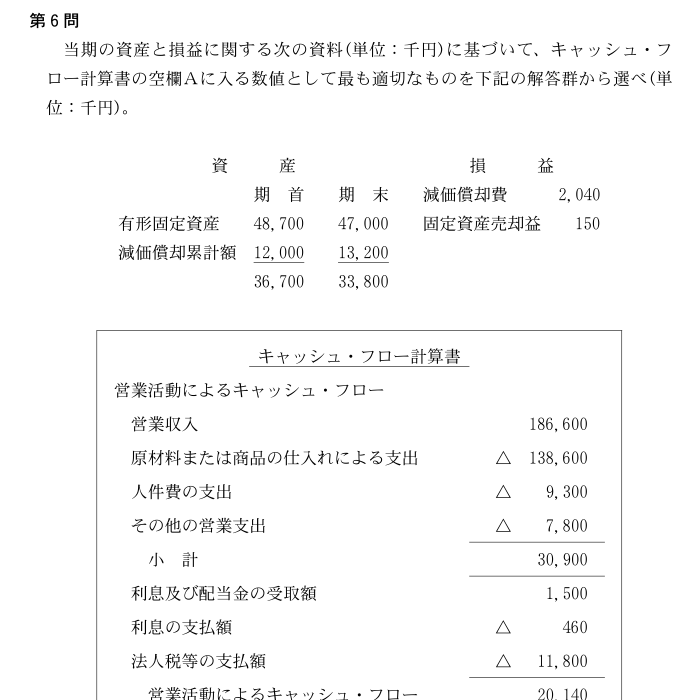 第6問
当期の資産と損益に関する次の資料(単位：千円)に基づいて、キャッシュ・フ
ロー計算書の空欄Aに入る数値として最も適切なものを下記の解答群から選べ(単
位：千円)。
資　産　損　益
期　首　期　末　減価償却費　2,040
有形固定資産　48,700　47,000　固定資産売却益　150
減価償却累計額　12,000　13,200
36,700　33,800
キャッシュ・フロー計算書
営業活動によるキャッシュ・フロー
営業収入　186,600
原材料または商品の仕入れによる支出　△　138,600
人件費の支出　△　9,300
その他の営業支出　△　7,800
小　計　30,900
利息及び配当金の受取額　1,500
利息の支払額　△　460
法人税等の支払額　△　11,800
営業活動によるキャッシュ・フロー　20,140